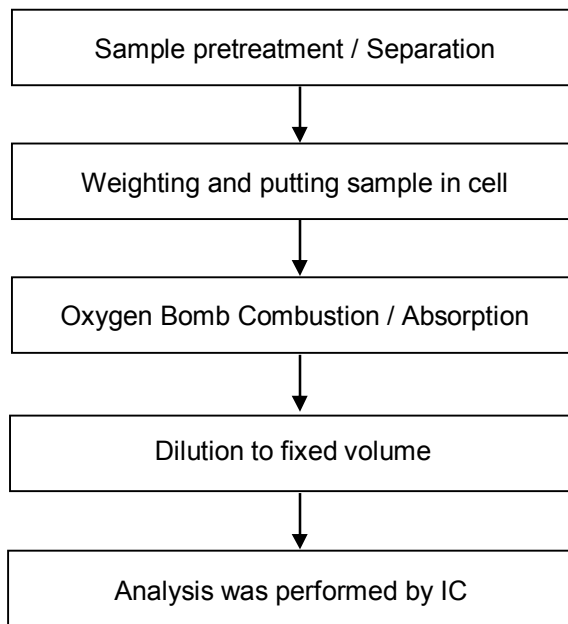 Sample pretreatment / Separation
Weighting and putting sample in cell
Oxygen Bomb Combustion / Absorption
Dilution to fixed volume
Analysis was performed by IC